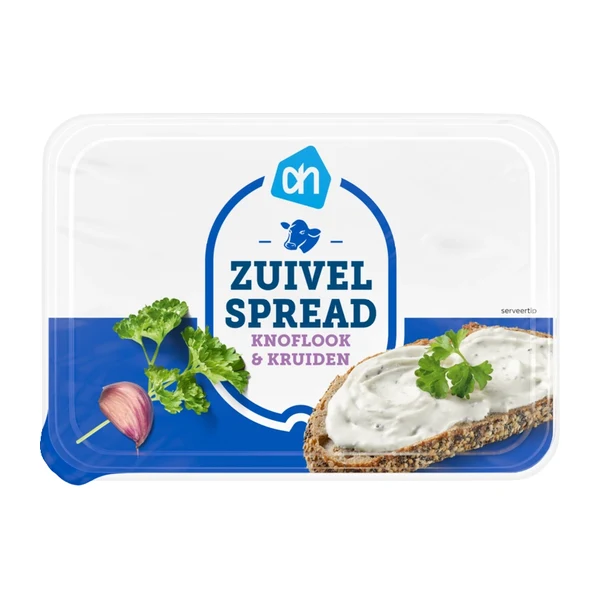 ah
ZUIVEL
SPREAD
KNOFLOOK
& KRUIDEN
serveertip